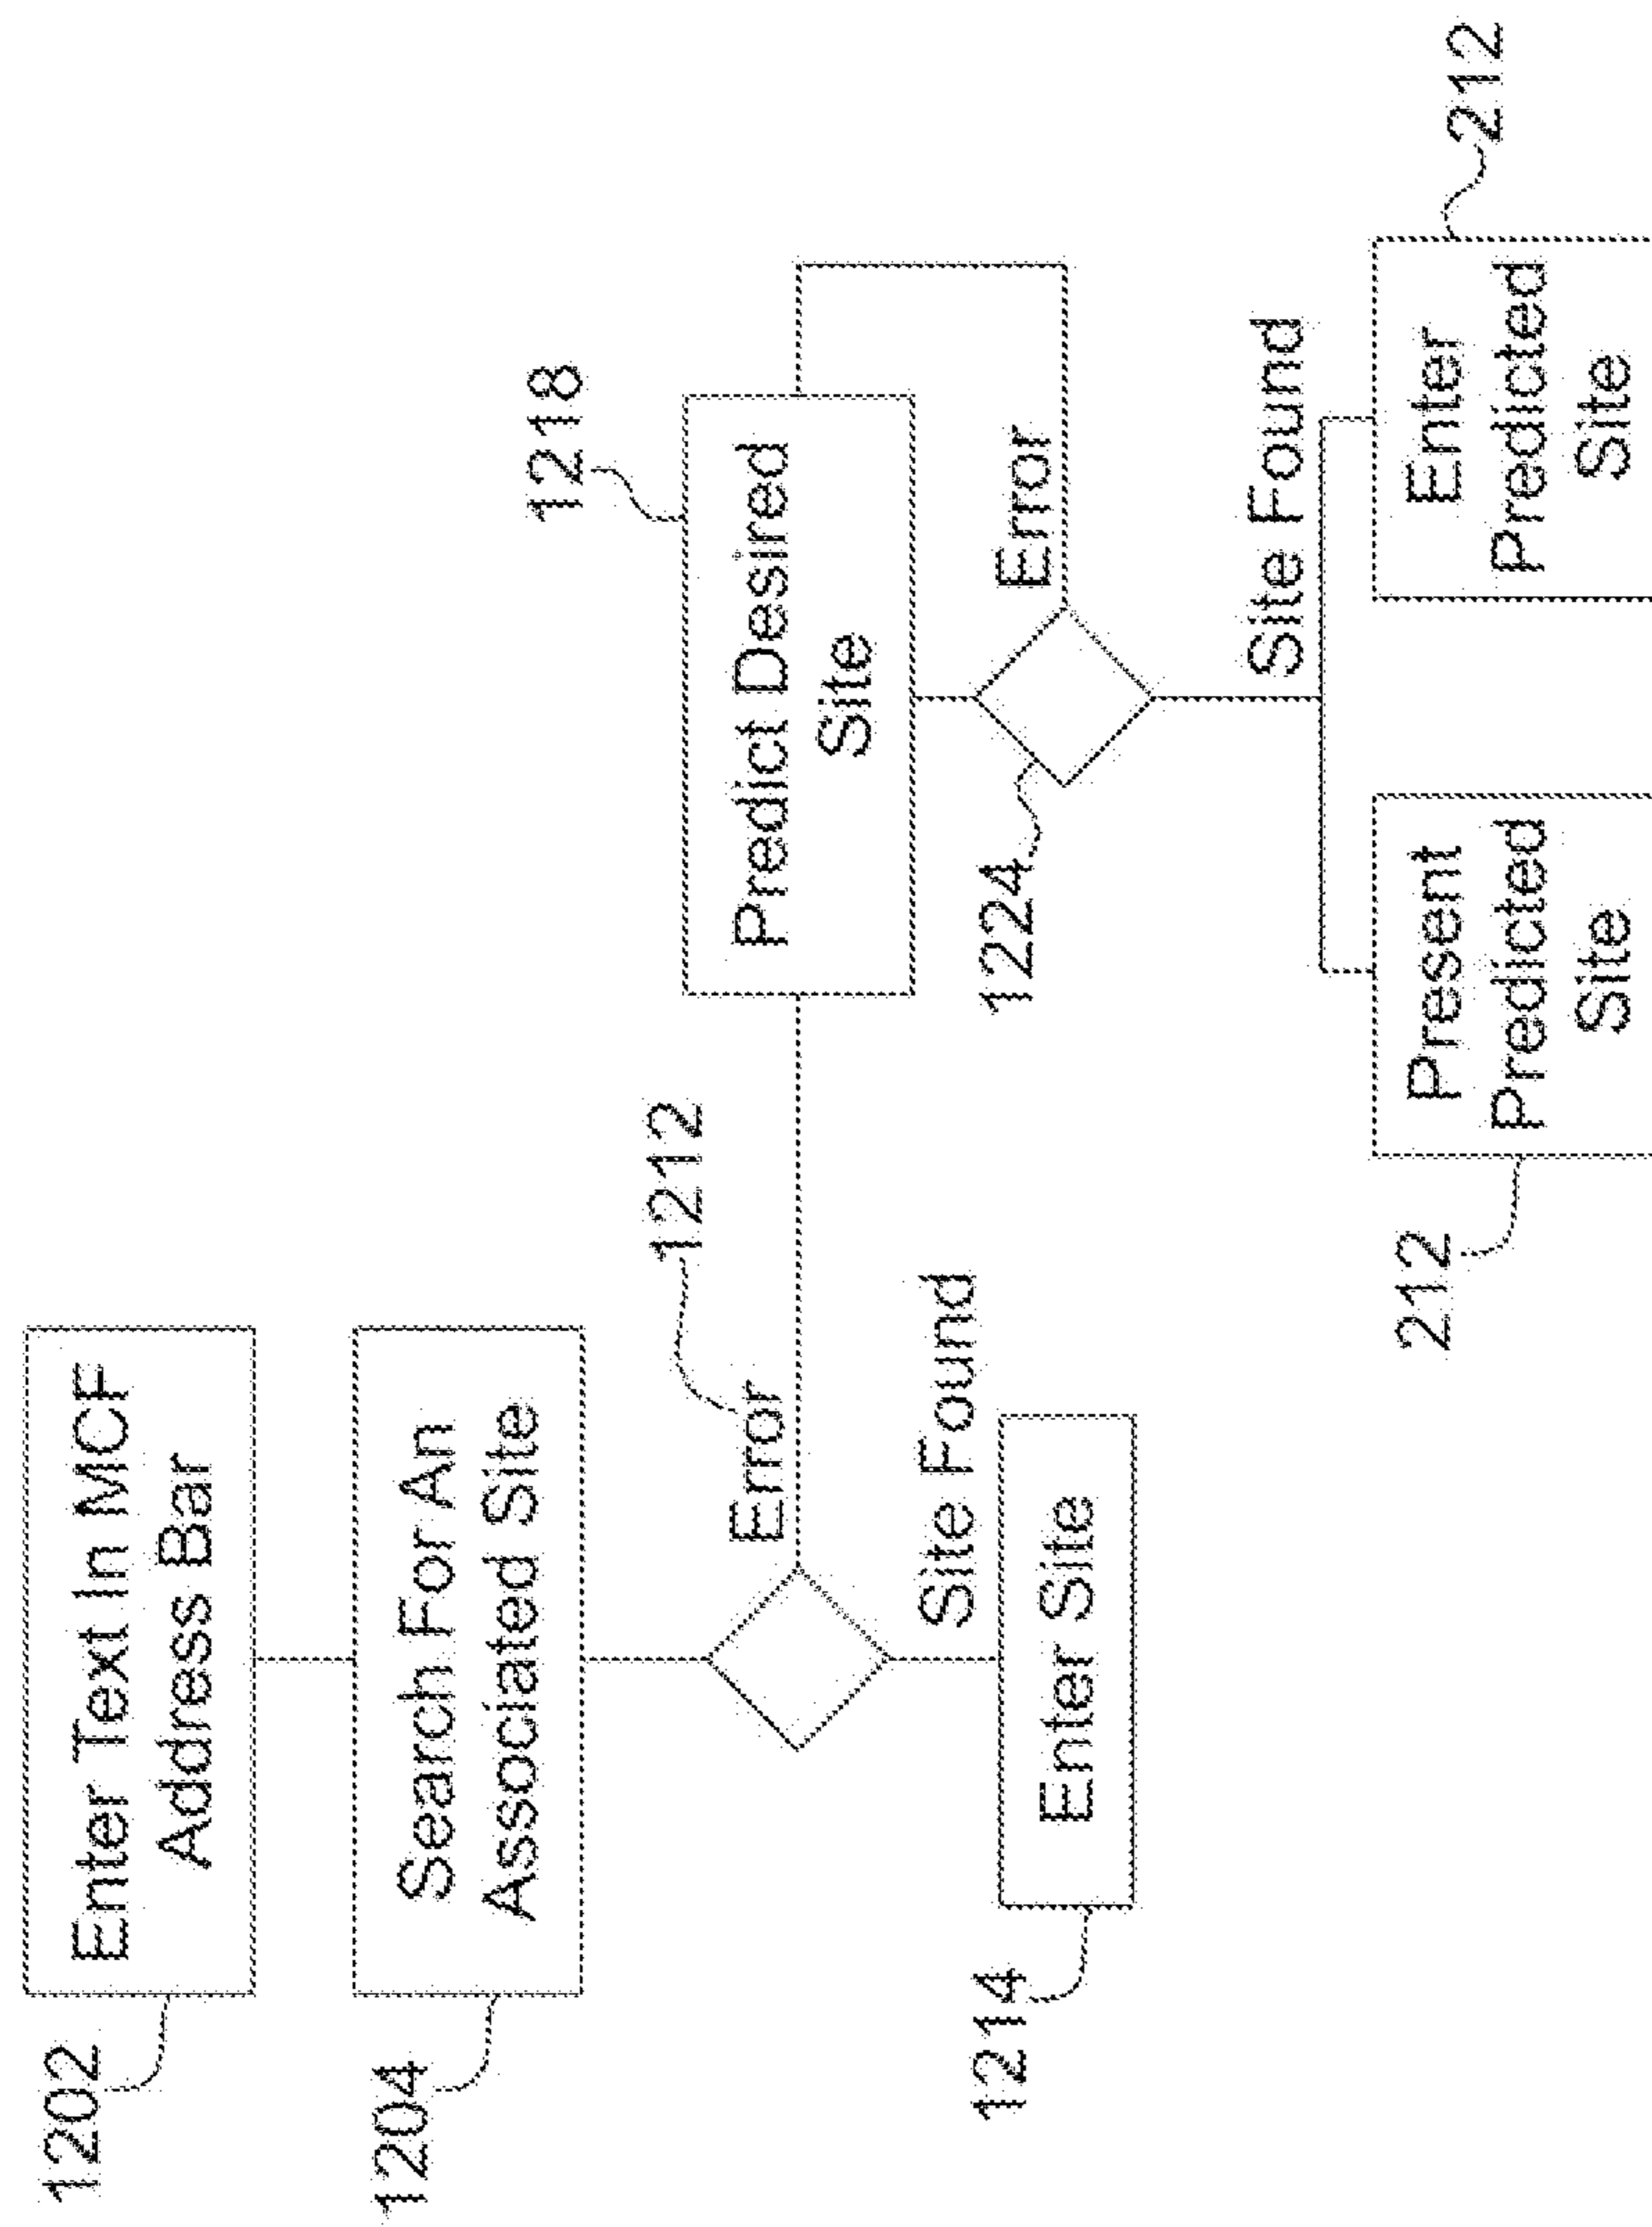 1202
Enter Text In MCF
Address Bar
1204
Search For An
Associated Site
Error
1212
1218
Predict Desired
Site
Site Found
1214
Enter Site
1224
Error
Site Found
212
Present
Predicted
Site
Enter
Predicted
Site
212